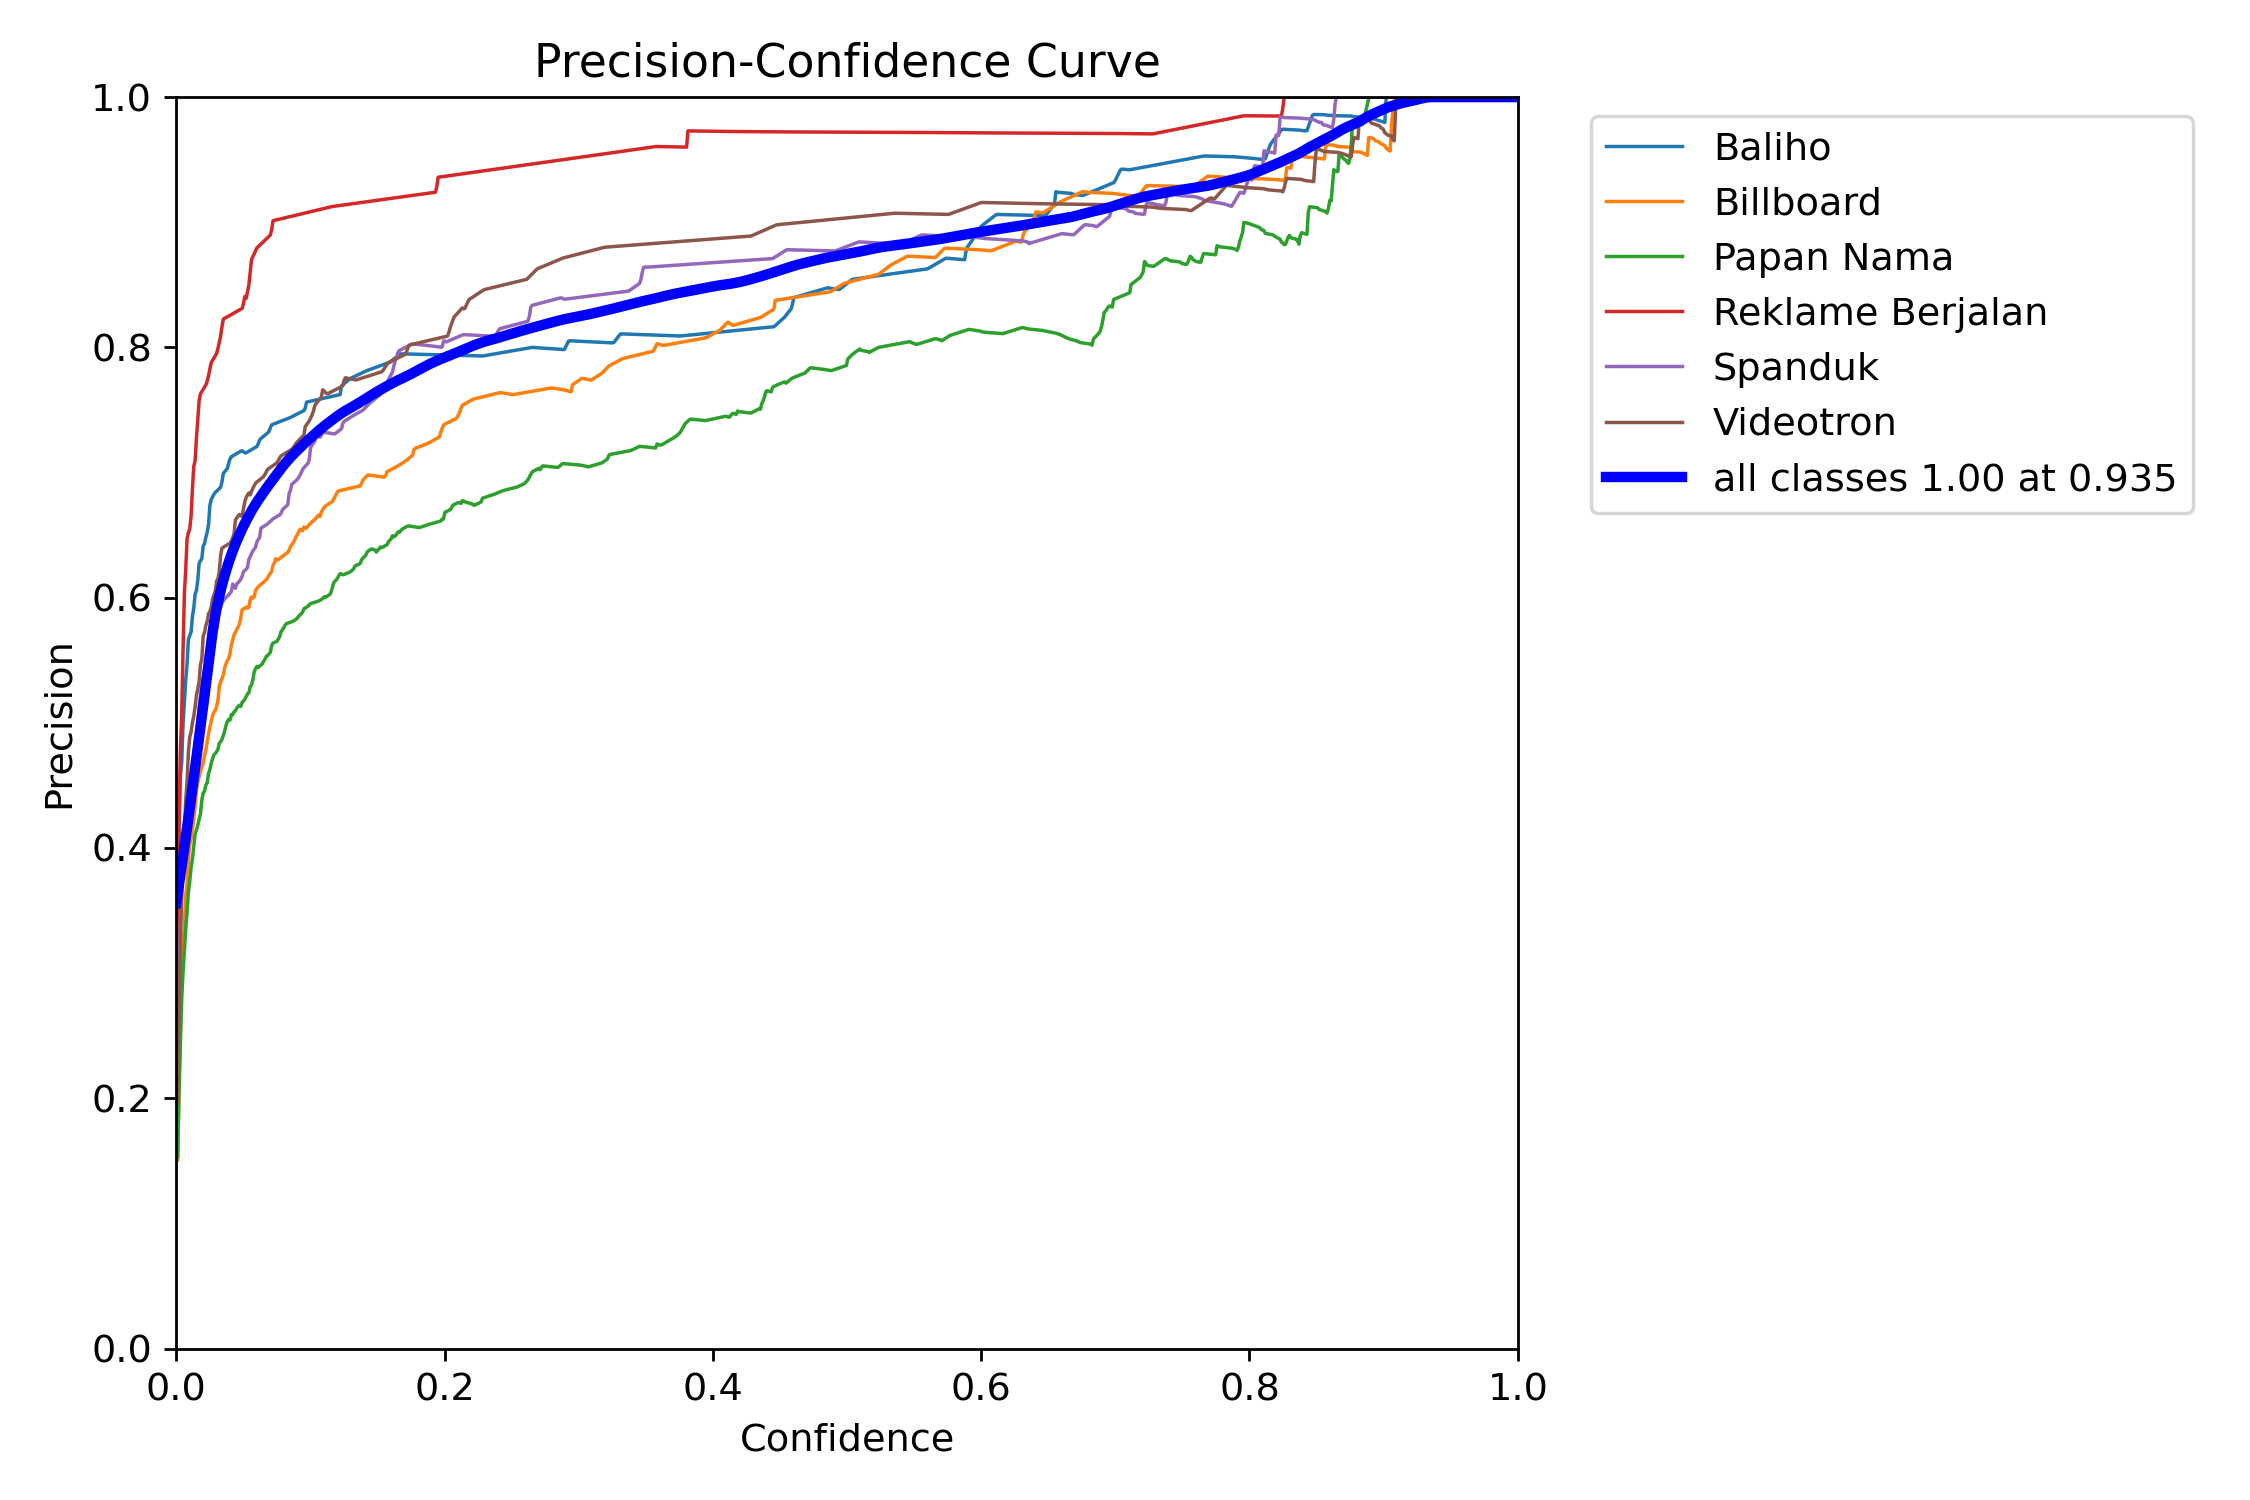 Precision-Confidence Curve
1.0
0.8
0.6
0.4
0.2
0.0
Precision
0.0 0.2 0.4 0.6 0.8 1.0
Confidence
Baliho
Billboard
Papan Nama
Reklame Berjalan
Spanduk
Videotron
all classes 1.00 at 0.935